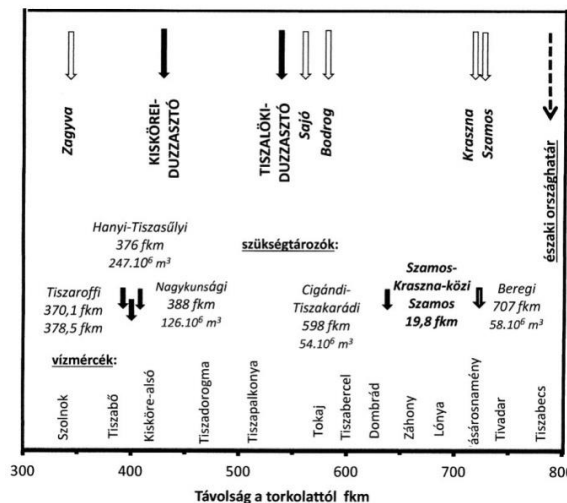 Zagyva
KISKÖREI-
DUZZASTÓ
TISZALÖKI-
DUZZASTÓ
Sajó
Bodrog
Kraszna
Szamos
északi országhatár
Hanyi-Tiszasűlyi
376 fkm
247.10⁶ m³
szükségtározók:
Tiszaroffi
370,1 fkm
378,5 fkm
Nagykunsági
388 fkm
126.10⁶ m³
Cigándi-
Tiszakarádi
598 fkm
54.10⁶ m³
Szamos-
Kraszna-közi
Szamos
19,8 fkm
Beregi
707 fkm
58.10⁶ m³
vízmércék:
Szolnok
Tiszabő
Kisköre-alsó
Tiszadorogma
Tiszapalkonya
Tokaj
Tiszabercel
Dombrád
Záhony
Lónya
ásárosnamény
Tivadar
Tiszabecs
300 400 500 600 700 800
Távolság a torkolattól fkm